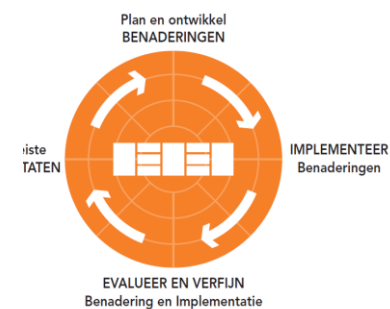 Plan en ontwikkel
BENADERINGEN
IMPLEMENTEER
Benaderingen
EVALUEER EN VERFIJN
Benadering en Implementatie